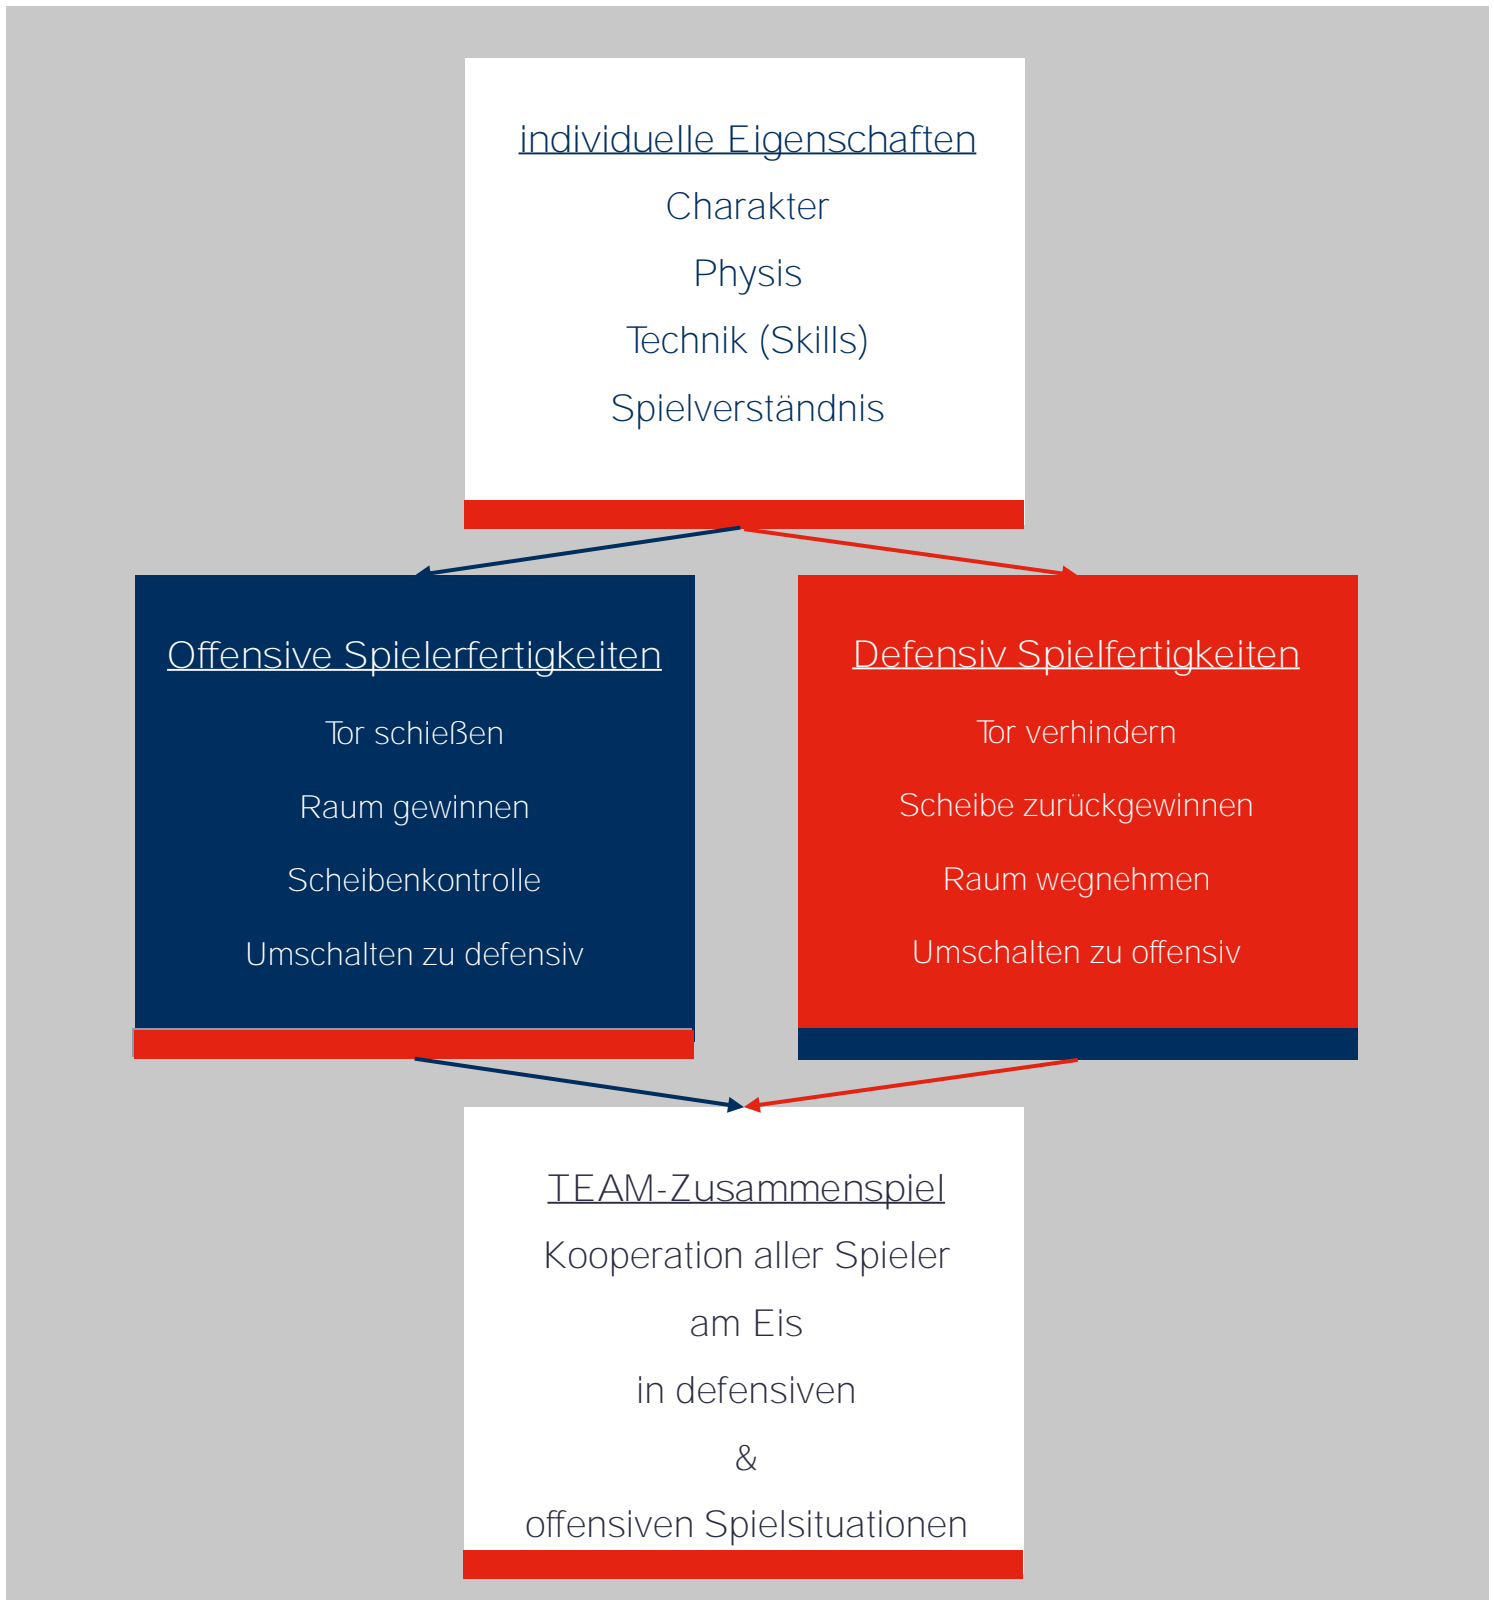 individuelle Eigenschaften
Charakter
Physis
Technik (Skills)
Spielverständnis
Offensive Spielerfertigkeiten
Tor schießen
Raum gewinnen
Scheibenkontrolle
Umschalten zu defensiv
Defensiv Spielfertigkeiten
Tor verhindern
Scheibe zurückgewinnen
Raum wegnehmen
Umschalten zu offensiv
TEAM-Zusammenspiel
Kooperation aller Spieler
am Eis
in defensiven
&
offensiven Spielsituationen